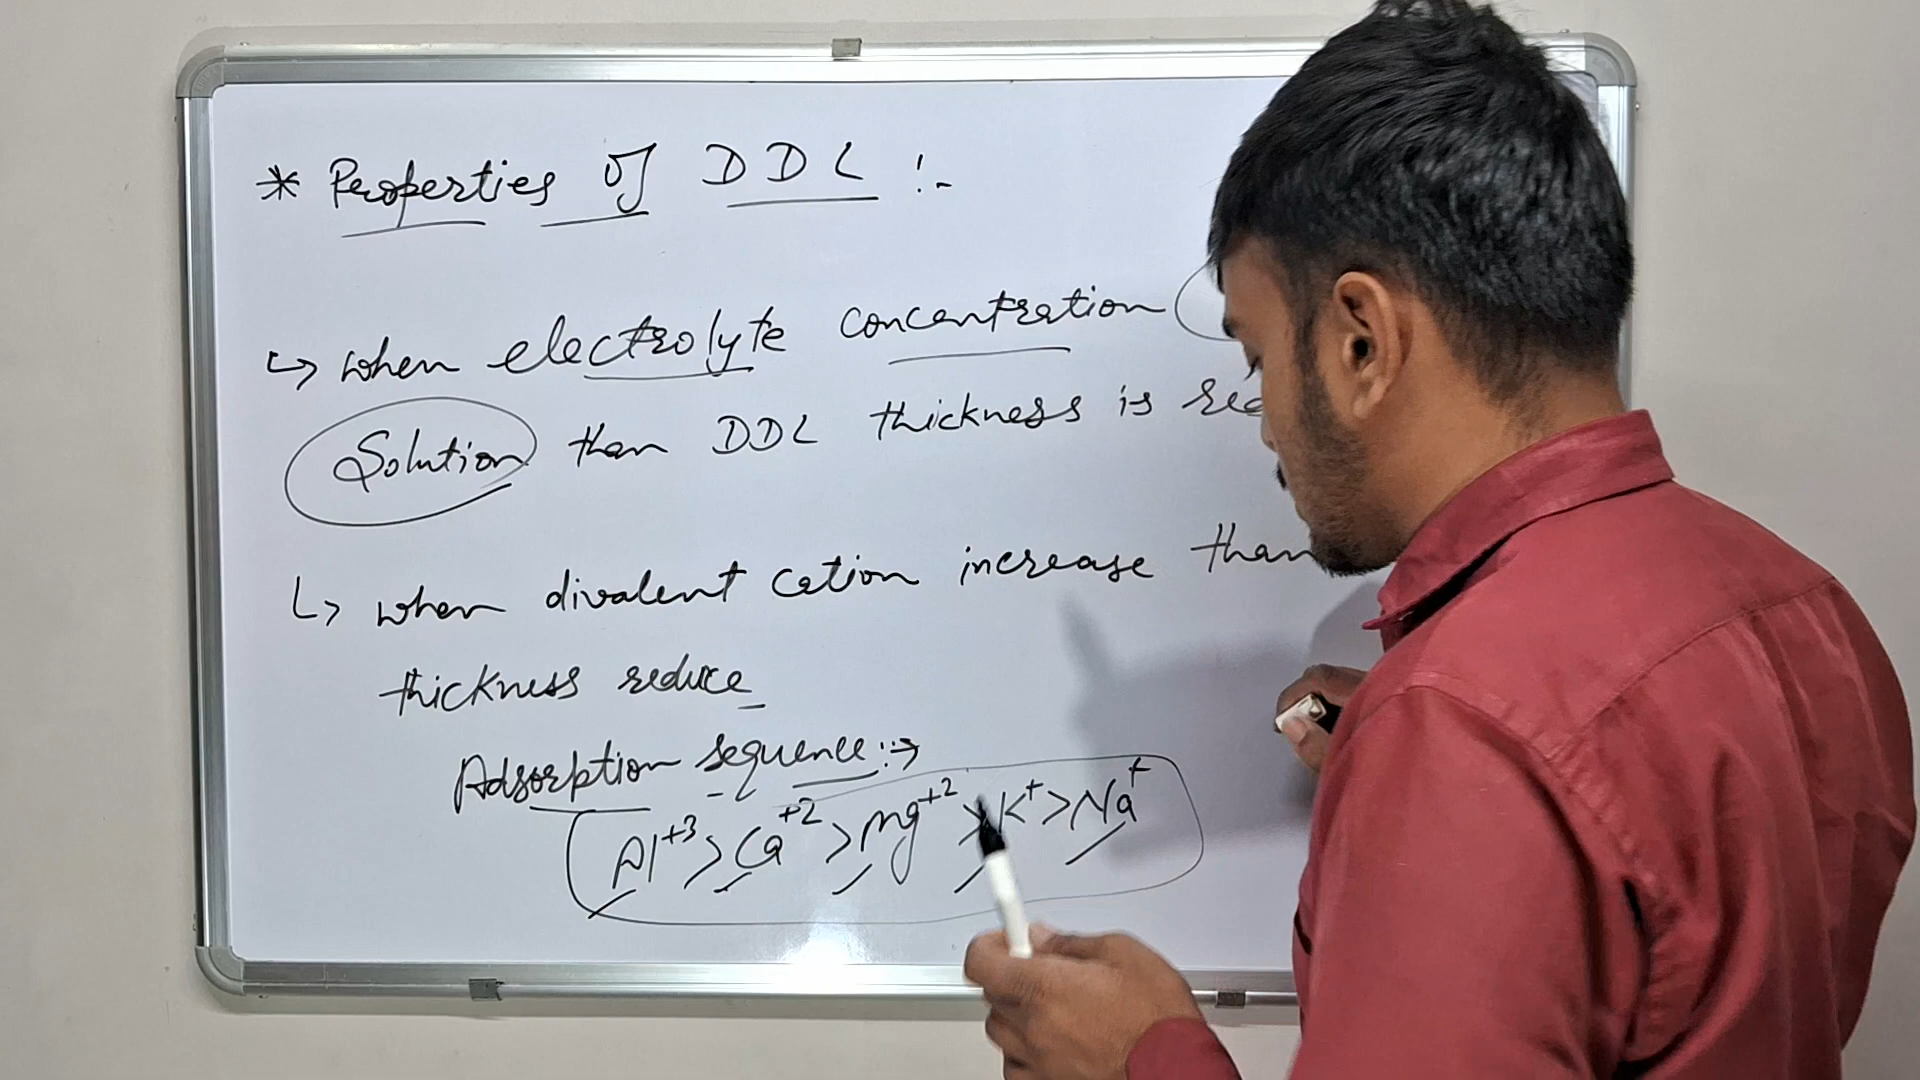 * Properties of DDL :-
↳ when electrolyte concentration
Solution than DDL thickness is
↳ when divalent cation increase than
thickness reduce
Adsorption sequence :→
Al⁺³ > Ca⁺² > Mg⁺² > K⁺ > Na⁺